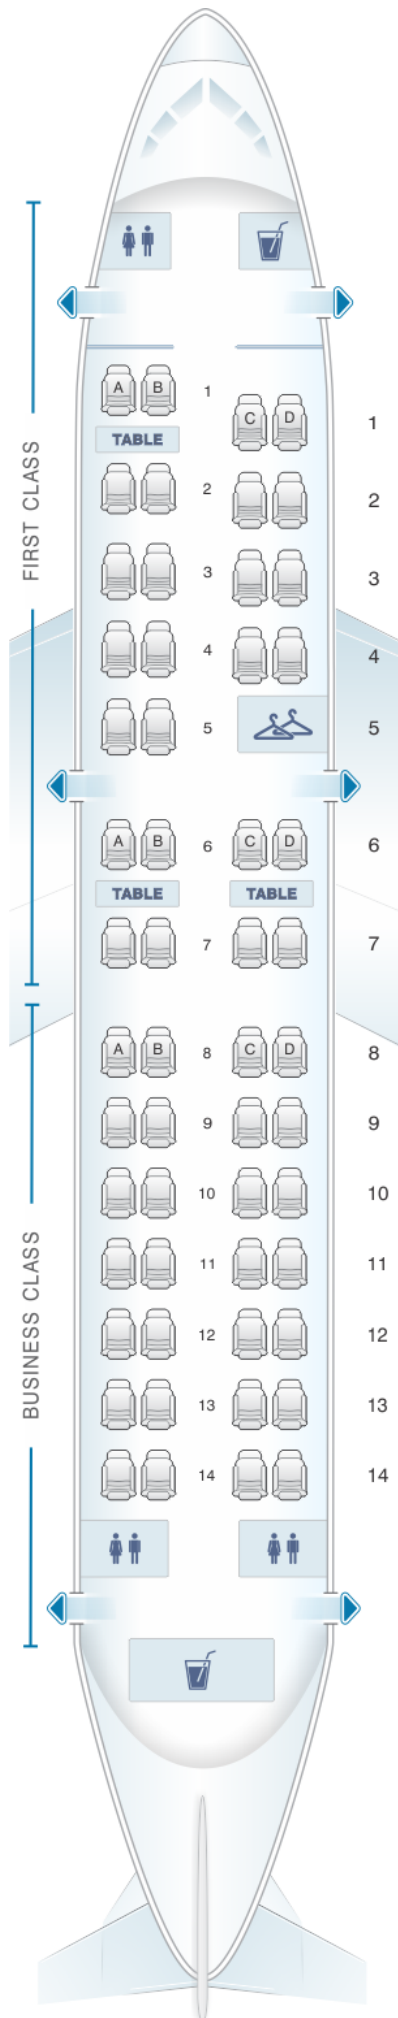 A B 1
C D 1
TABLE
2 2
3 3
4 4
5 5
FIRST CLASS
A B 6 C D 6
TABLE TABLE
7 7
A B 8 C D 8
9 9
10 10
11 11
12 12
13 13
14 14
BUSINESS CLASS